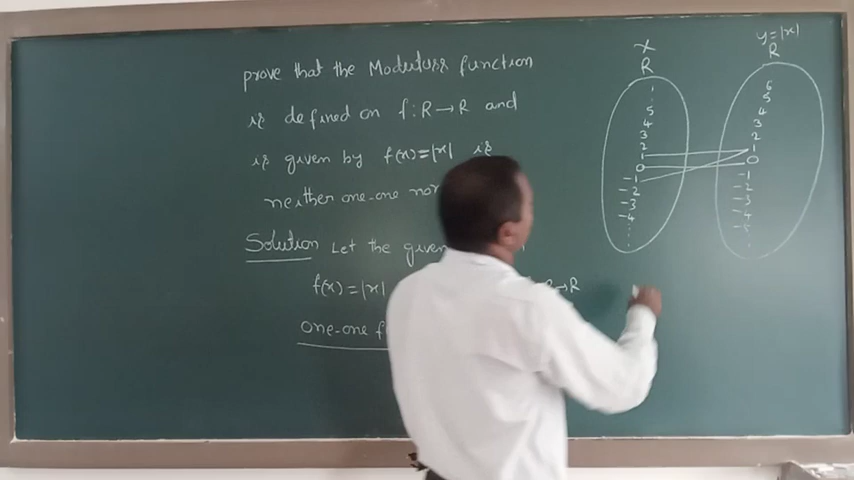 prove that the Moduluss function
is defined on f: R → R and
is given by f(x) = |x| is
neither one-one nor
Solution Let the given
f(x) = |x| R → R
one-one f
x
R
5
4
3
2
1
0
-1
-2
-3
-4
y = |x|
R
6
5
4
3
2
1
0
-1
-2
-3
-4
-5